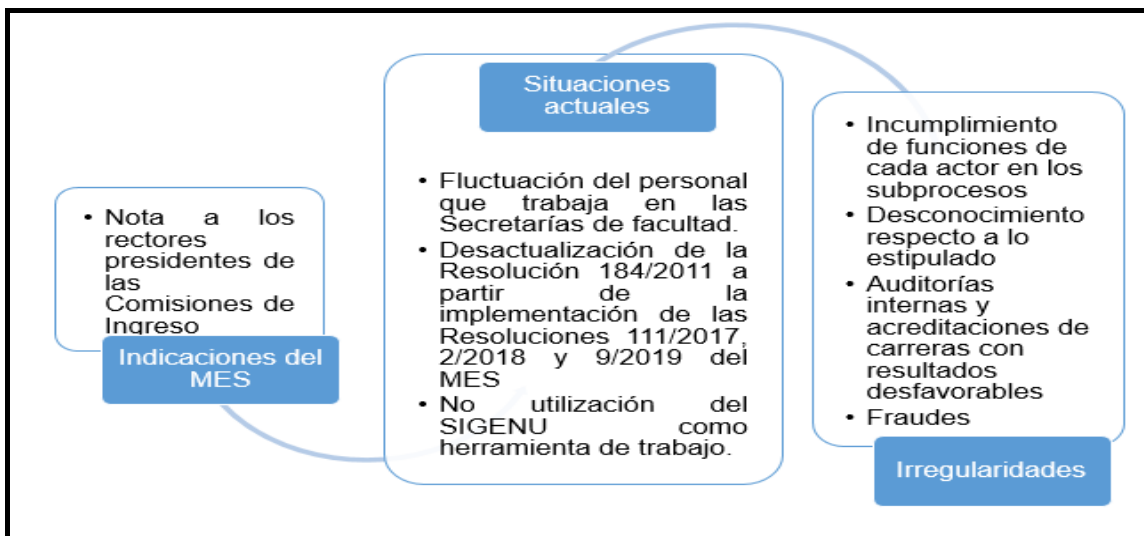 • Nota a los
rectores
presidentes de
las
Comisiones de
Ingreso
Indicaciones del
MES
Situaciones
actuales
• Fluctuación del personal
que trabaja en las
Secretarías de facultad.
• Desactualización de la
Resolución 184/2011 a
partir de la
implementación de las
Resoluciones 111/2017,
2/2018 y 9/2019 del
MES
• No utilización del
SIGENU como
herramienta de trabajo.
• Incumplimiento
de funciones de
cada actor en los
subprocesos
• Desconocimiento
respecto a lo
estipulado
• Auditorías
internas y
acreditaciones de
carreras con
resultados
desfavorables
• Fraudes
Irregularidades